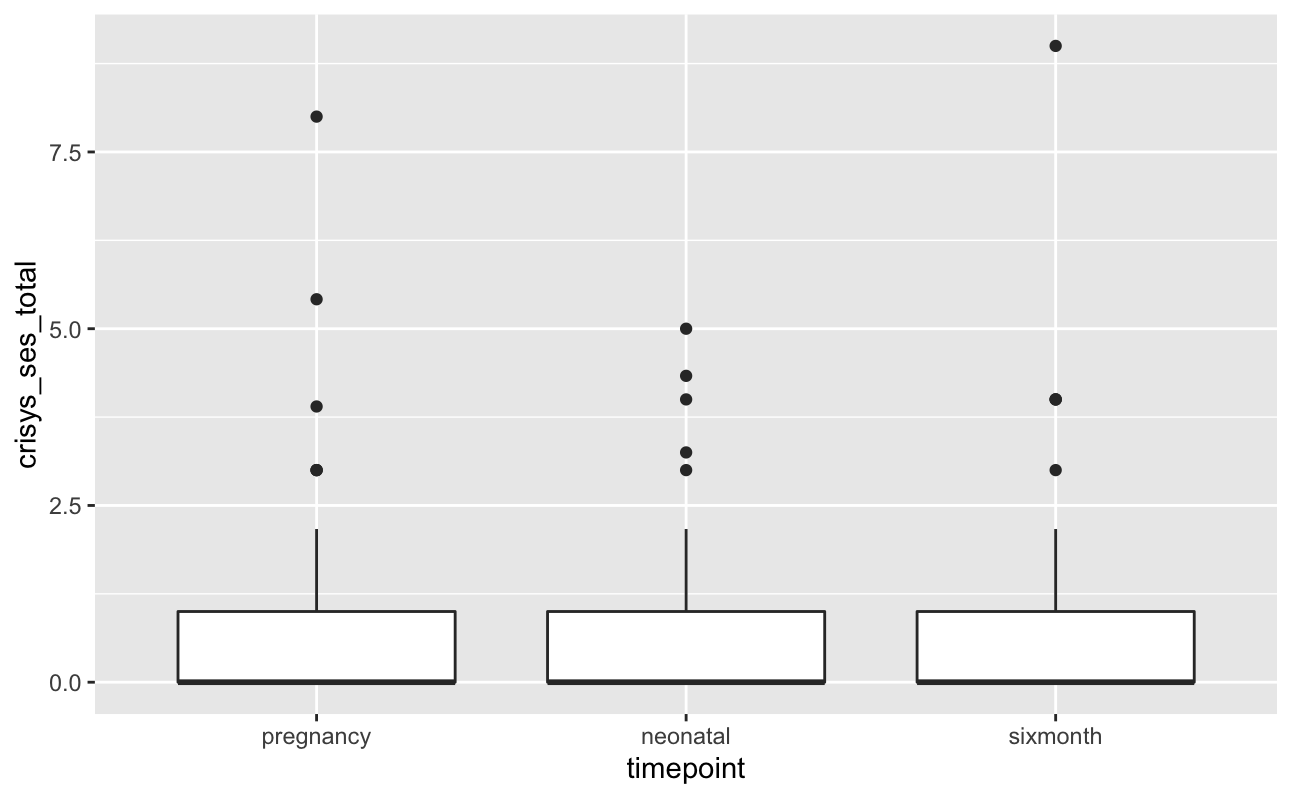 crisys_ses_total
7.5
5.0
2.5
0.0
pregnancy neonatal sixmonth
timepoint